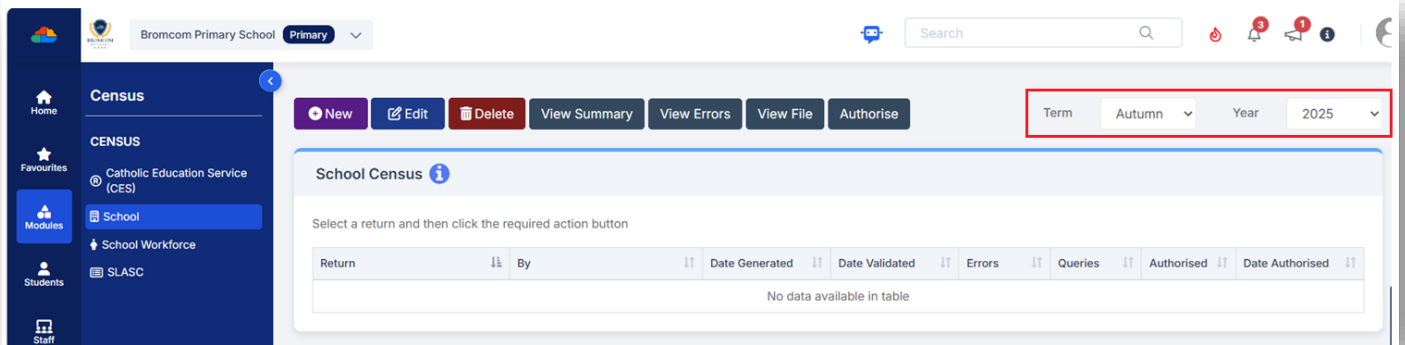 BROMCOM
Bromcom Primary School Primary
Search
3
1
Home
Favourites
Modules
Students
Staff
Census
CENSUS
Catholic Education Service
(CES)
School
School Workforce
SLASC
New Edit Delete View Summary View Errors View File Authorise
Term Autumn Year 2025
School Census
Select a return and then click the required action button
Return By Date Generated Date Validated Errors Queries Authorised Date Authorised
No data available in table